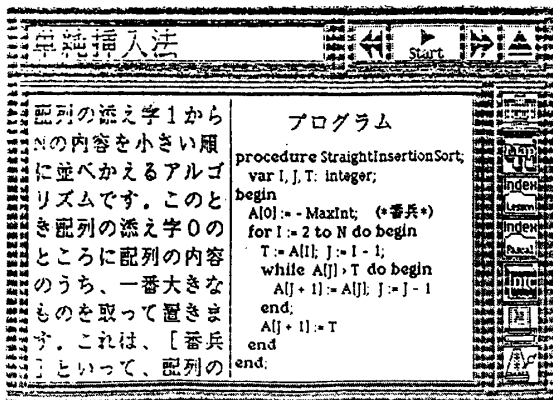 単純挿入法
Start
配列の添え字1から
Nの内容を小さい順
に並べかえるアルゴ
リズムです。このと
き配列の添え字0の
ところに配列の内容
のうち、一番大きな
ものを取って置きま
す。これは、[番兵
]といって、配列の
プログラム
procedure StraightInsertionSort;
var I, J, T: integer;
begin
A[0] := - MaxInt; (*番兵*)
for I := 2 to N do begin
T := A[I]; J := I - 1;
while A[J] > T do begin
A[J + 1] := A[J]; J := J - 1
end;
A[J + 1] := T
end
end;
Index
Lesson
Index
Pascal